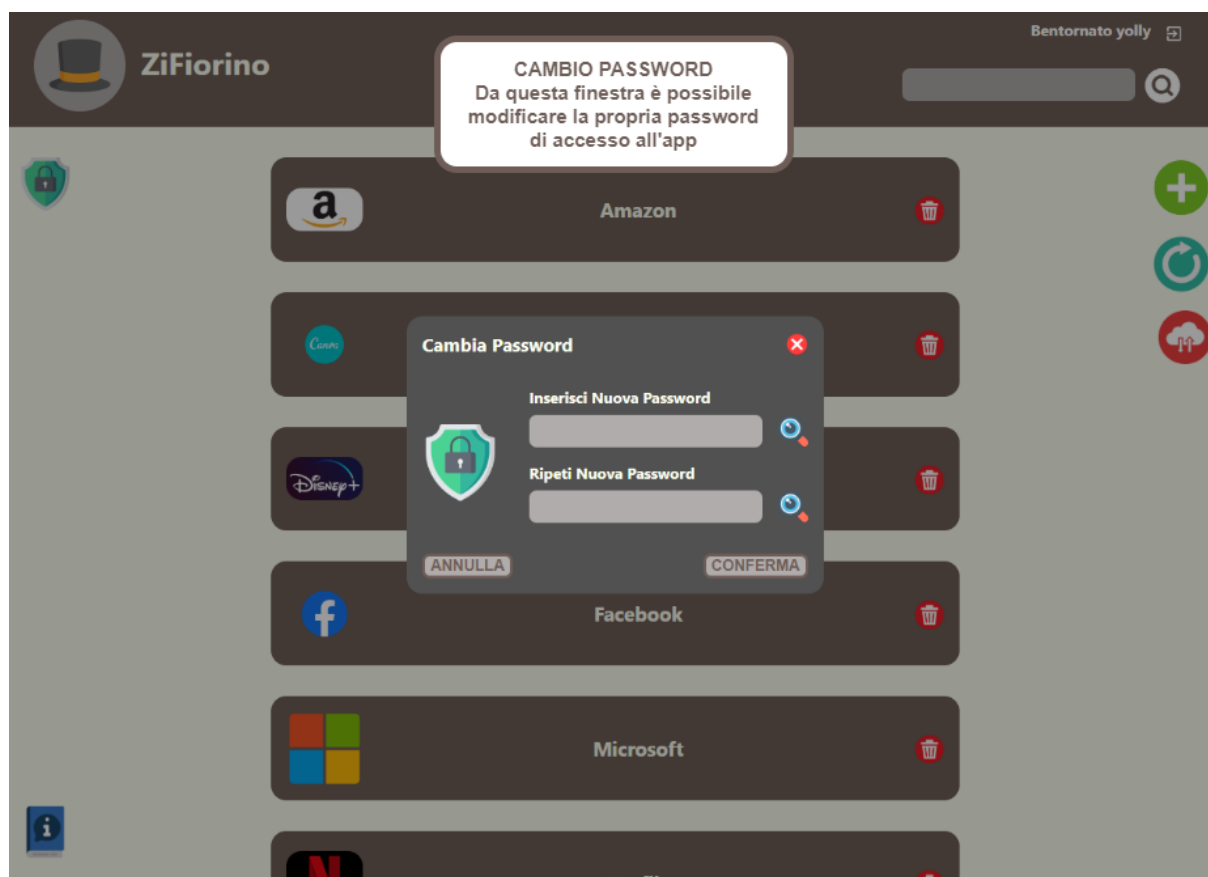 Bentornato yolly
ZiFiorino
CAMBIO PASSWORD
Da questa finestra è possibile
modificare la propria password
di accesso all'app
a
Amazon
Canva
Cambia Password
Inserisci Nuova Password
Disney+
Ripeti Nuova Password
ANNULLA
CONFERMA
f
Facebook
Microsoft
i
N